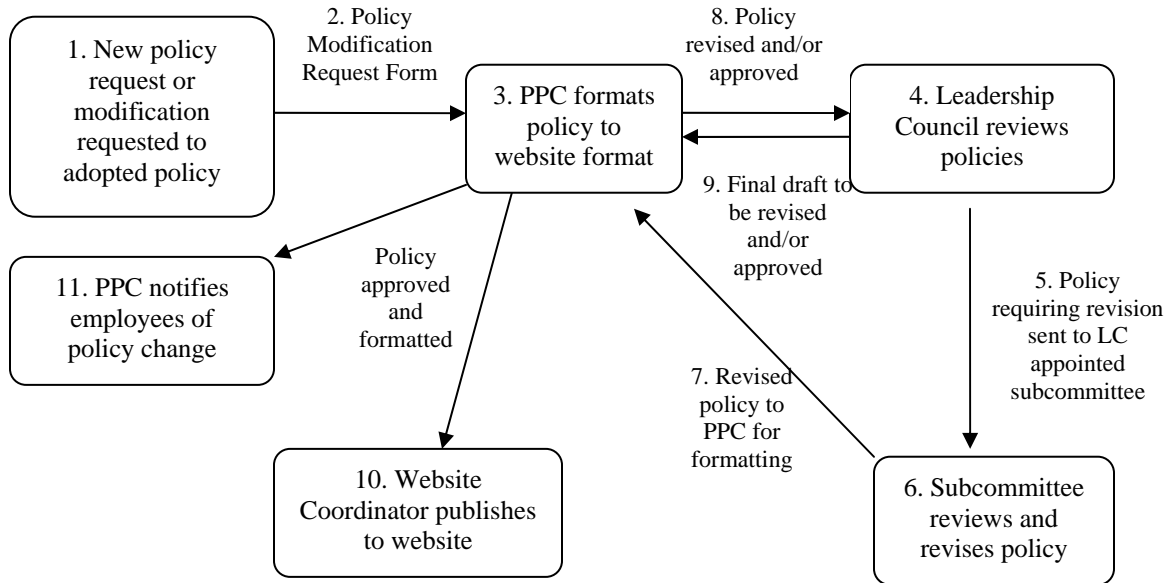 1. New policy
request or
modification
requested to
adopted policy
2. Policy
Modification
Request Form
3. PPC formats
policy to
website format
8. Policy
revised and/or
approved
4. Leadership
Council reviews
policies
9. Final draft to
be revised
and/or
approved
5. Policy
requiring revision
sent to LC
appointed
subcommittee
6. Subcommittee
reviews and
revises policy
7. Revised
policy to
PPC for
formatting
Policy
approved
and
formatted
10. Website
Coordinator publishes
to website
11. PPC notifies
employees of
policy change